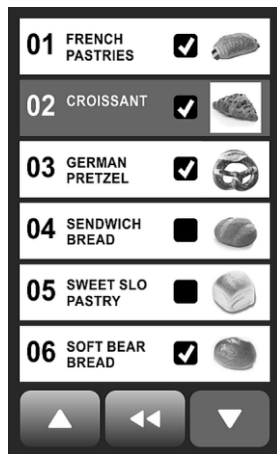 01 FRENCH
PASTRIES
02 CROISSANT
03 GERMAN
PRETZEL
04 SENDWICH
BREAD
05 SWEET SLO
PASTRY
06 SOFT BEAR
BREAD